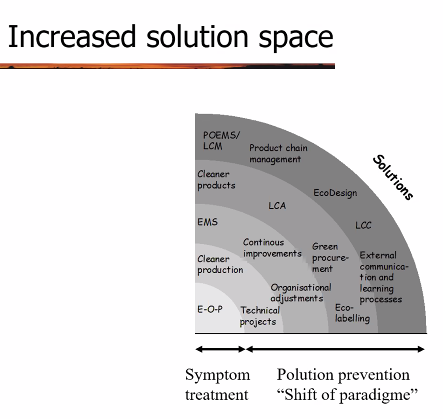 Increased solution space
POEMS/
LCM
Product chain
management
Solutions
Cleaner
products
EcoDesign
LCA
EMS
LCC
Continous
improvements
Green
procure-
ment
External
communica-
tion and
learning
processes
Cleaner
production
Organisational
adjustments
E-O-P
Technical
projects
Eco-
labelling
Symptom
treatment
Polution prevention
“Shift of paradigme”